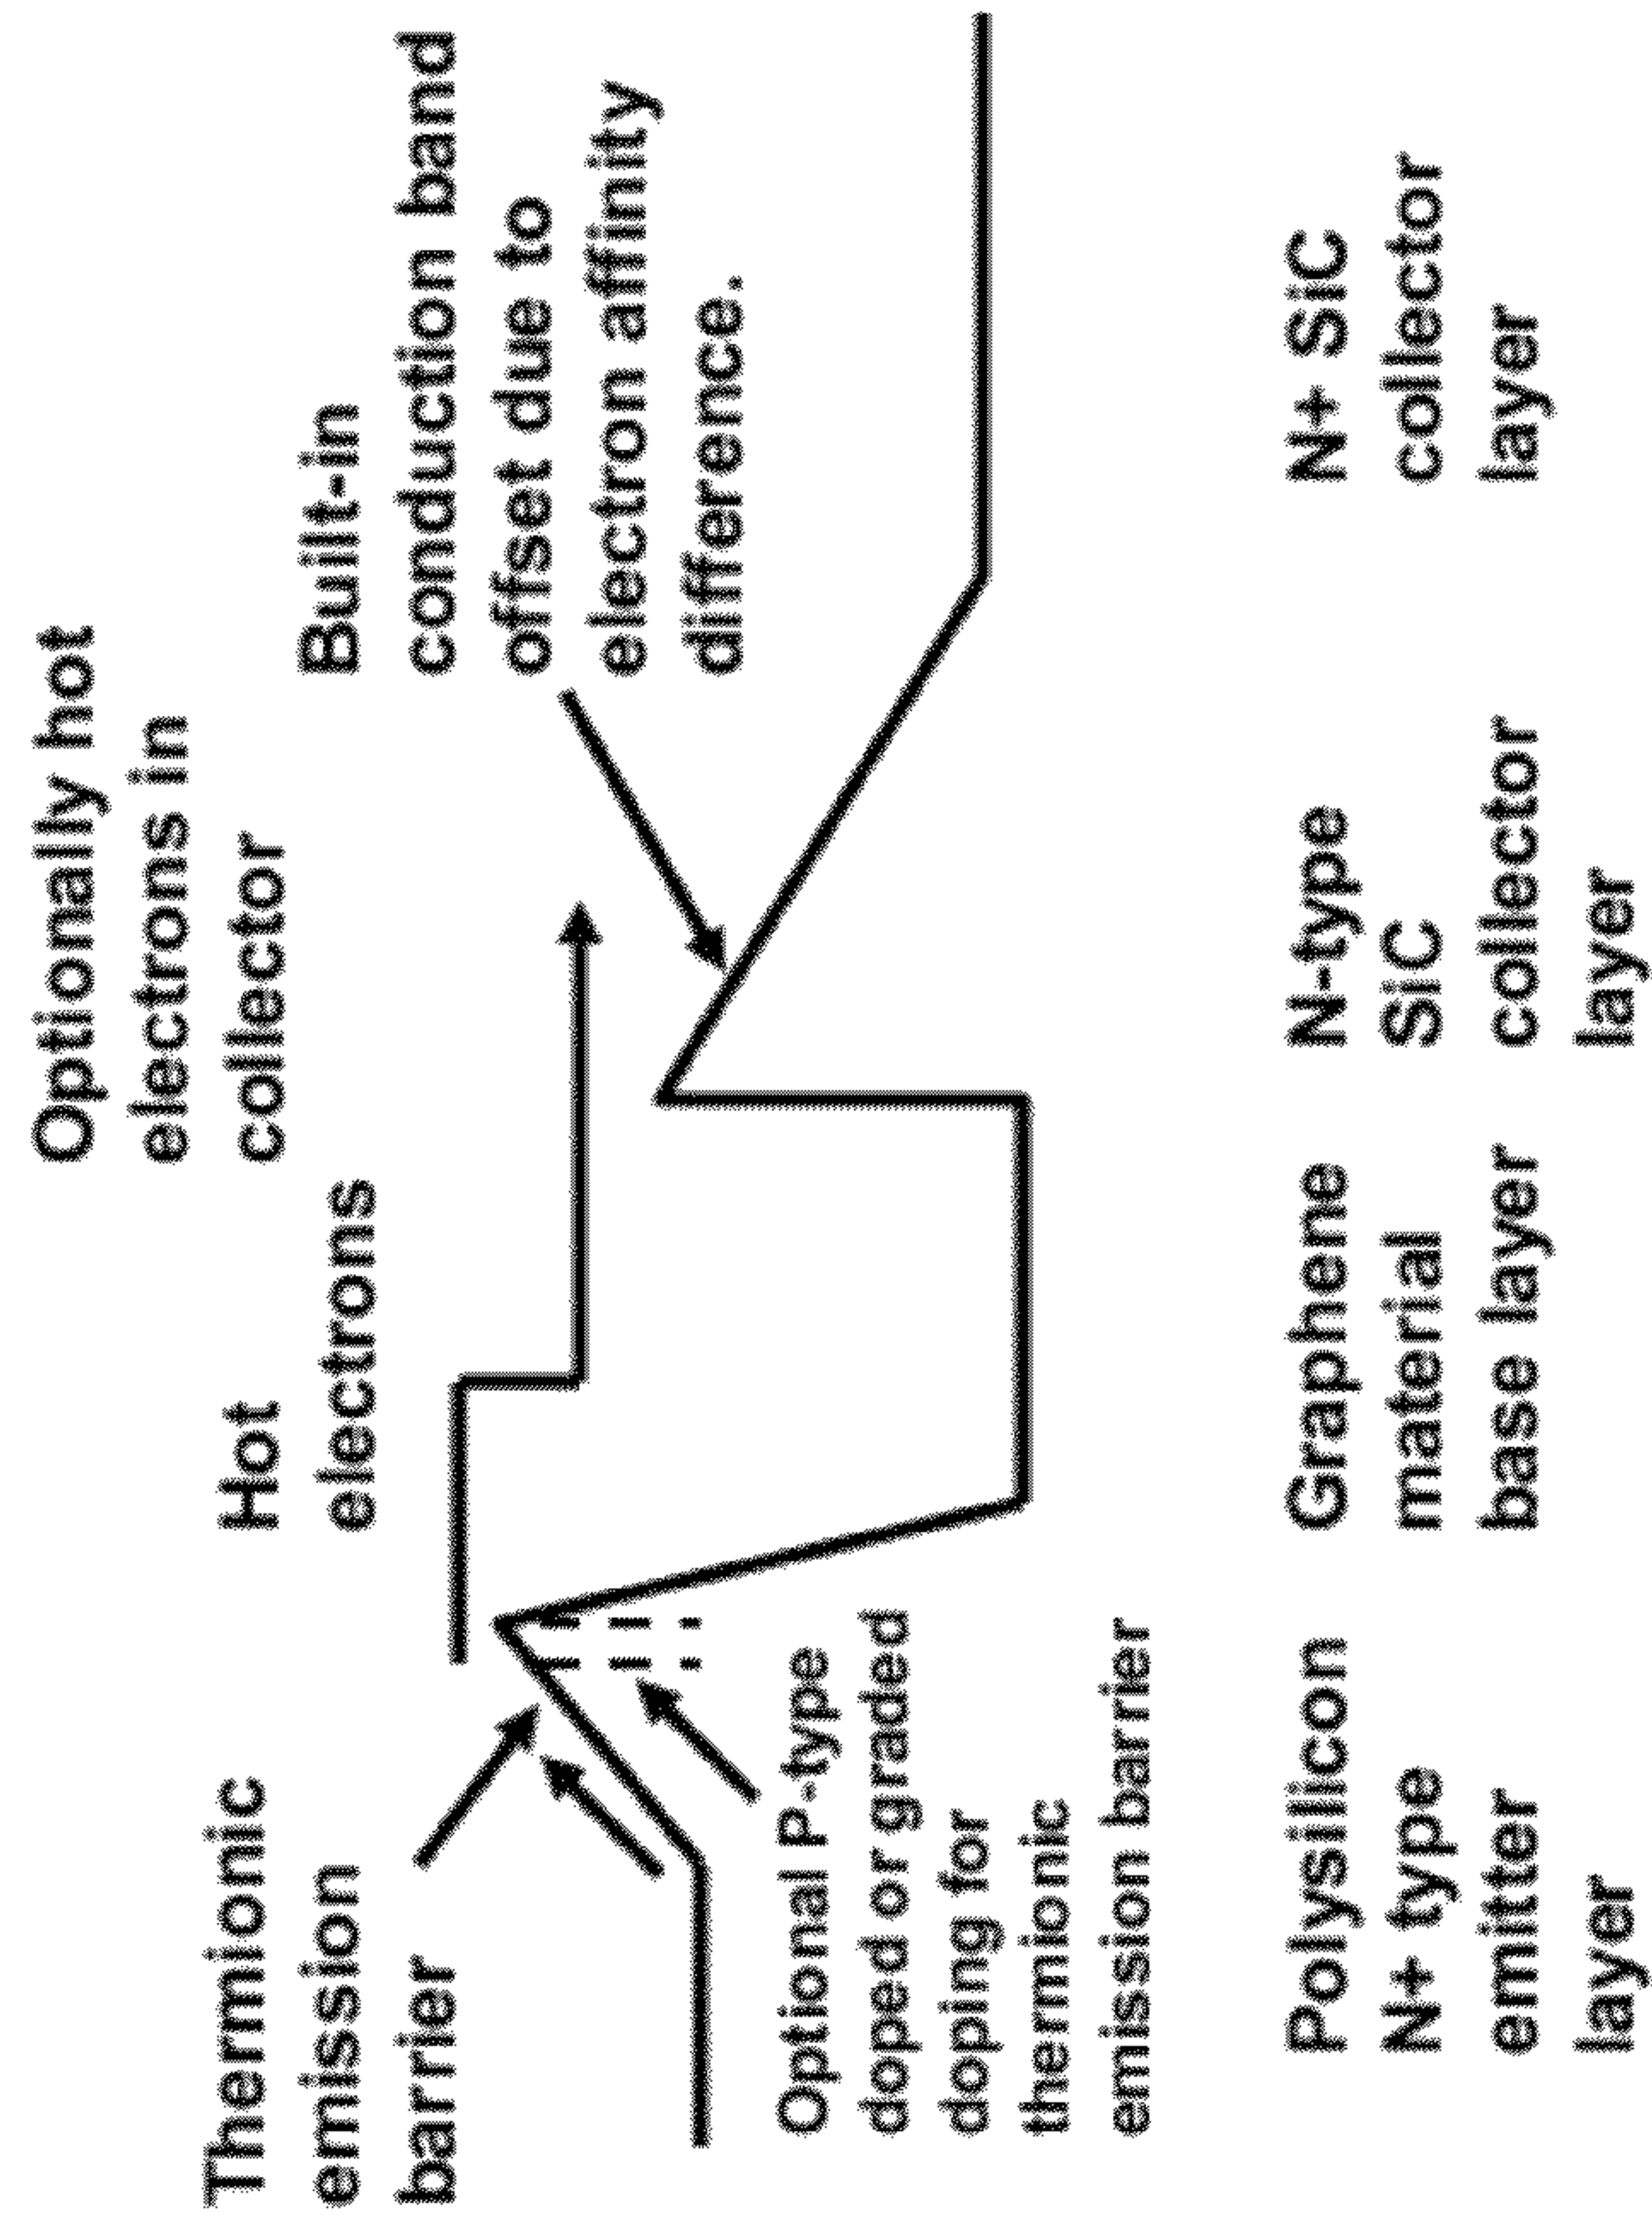 Optionally hot
electrons in
collector
Hot
electrons
Thermionic
emission
barrier
Built-in
conduction band
offset due to
electron affinity
difference.
Optional P-type
doped or graded
doping for
thermionic
emission barrier
Polysilicon
N+ type
emitter
layer
Graphene
material
base layer
N-type
SiC
collector
layer
N+ SiC
collector
layer